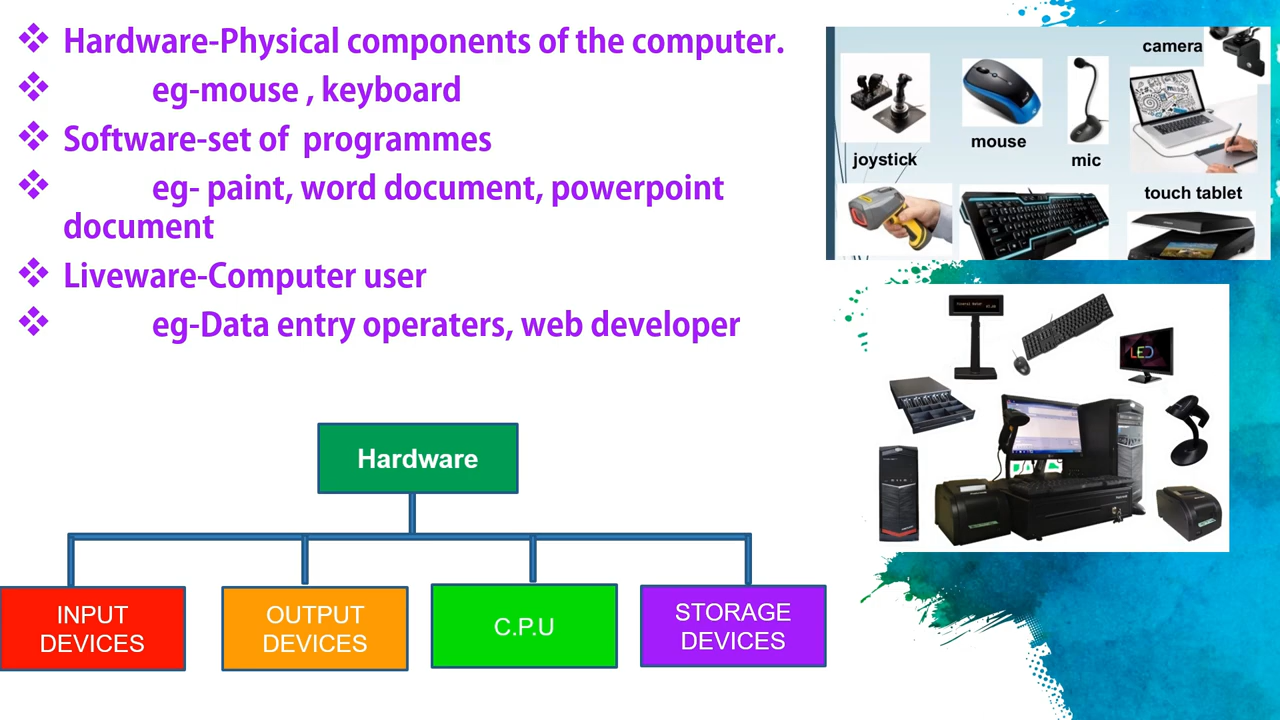 ❖ Hardware-Physical components of the computer.
❖ eg-mouse , keyboard
❖ Software-set of programmes
❖ eg- paint, word document, powerpoint
document
❖ Liveware-Computer user
❖ eg-Data entry operaters, web developer
camera
joystick
mouse
mic
touch tablet
LED
Hardware
INPUT
DEVICES
OUTPUT
DEVICES
C.P.U
STORAGE
DEVICES